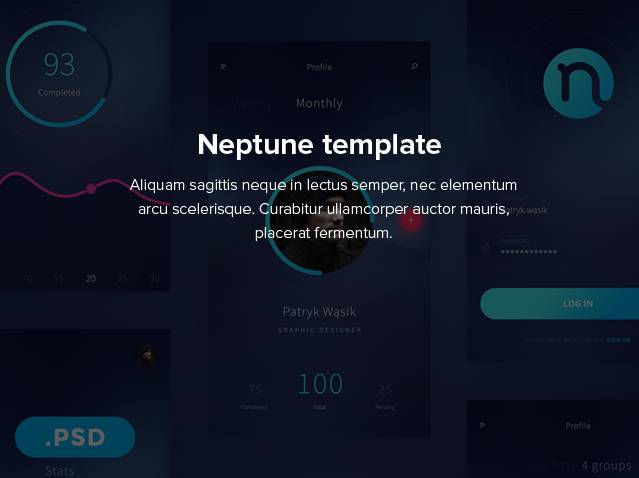 93
Completed
10 15 20 25 30
.PSD
Stats
Profile
Monthly
Neptune template
Aliquam sagittis neque in lectus semper, nec elementum
arcu scelerisque. Curabitur ullamcorper auctor mauris,
placerat fermentum.
Patryk Wąsik
GRAPHIC DESIGNER
75 100 25
Completed Total Pending
n
patryk.wasik
Password
************
LOG IN
SIGN UP
Profile
4 groups